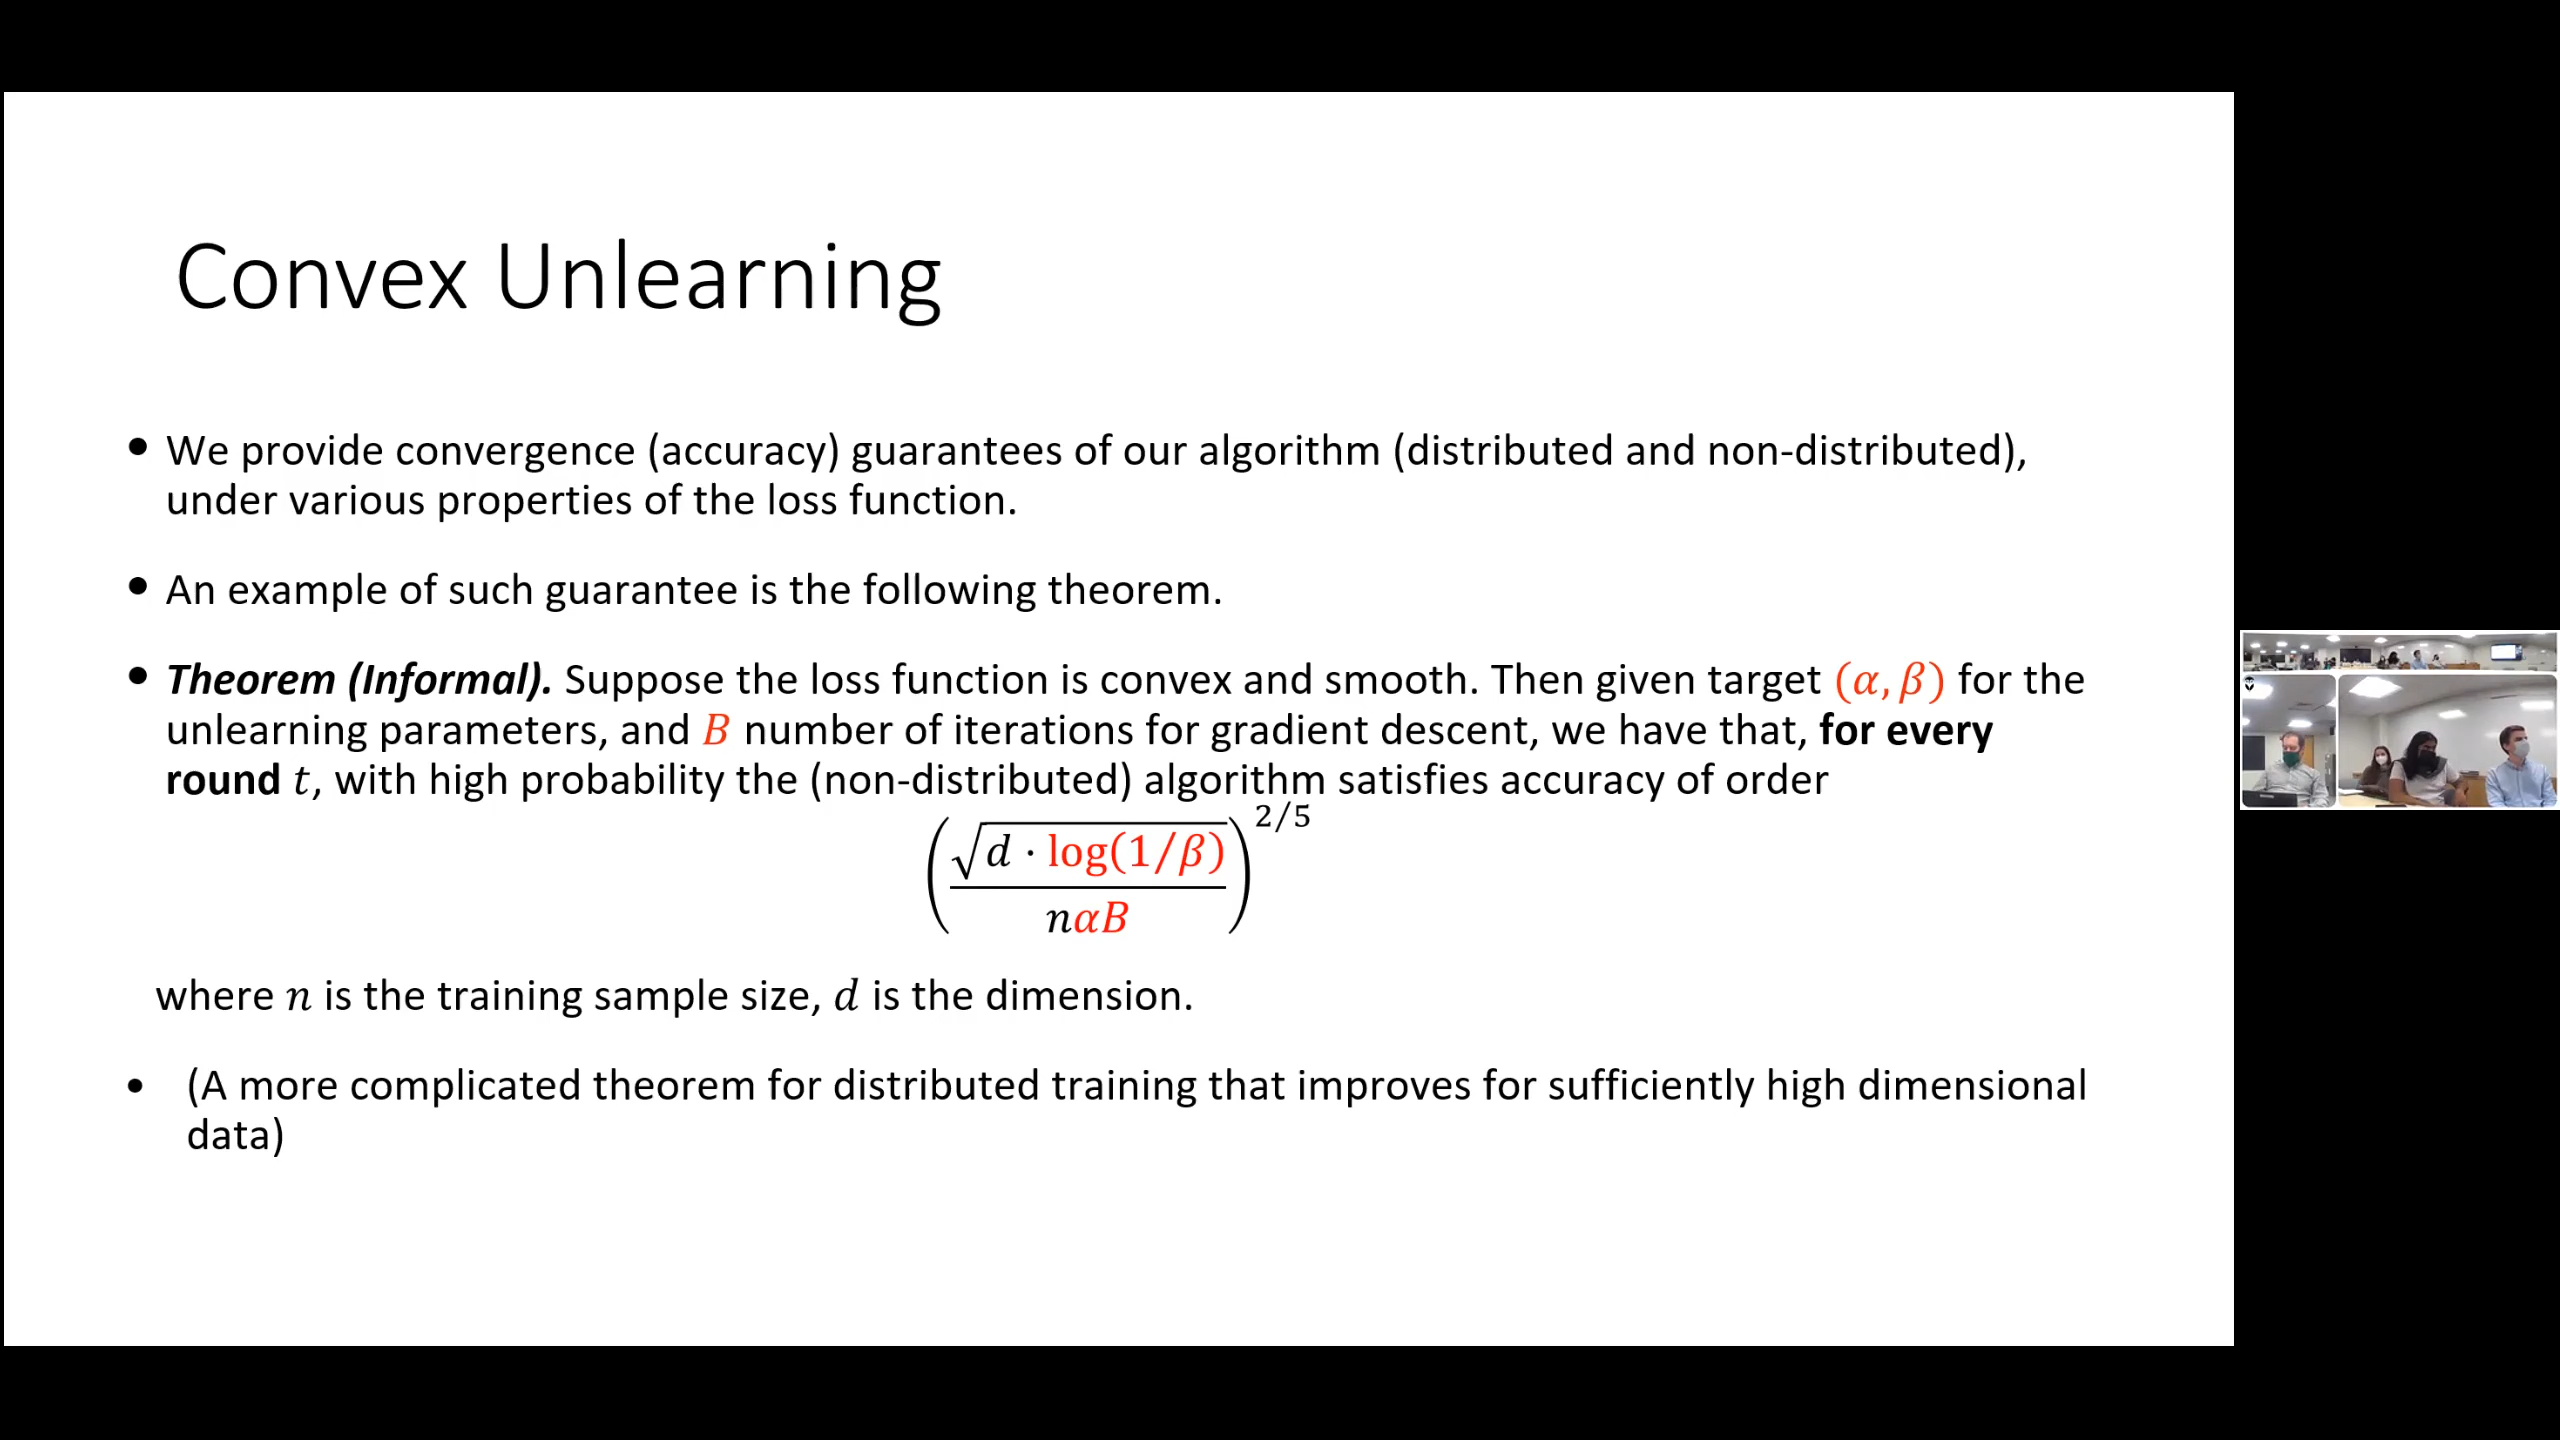 Convex Unlearning
• We provide convergence (accuracy) guarantees of our algorithm (distributed and non-distributed),
under various properties of the loss function.
• An example of such guarantee is the following theorem.
• Theorem (Informal). Suppose the loss function is convex and smooth. Then given target (α, β) for the
unlearning parameters, and B number of iterations for gradient descent, we have that, for every
round t, with high probability the (non-distributed) algorithm satisfies accuracy of order
(√(d · log(1/β)) / nαB)^2/5
where n is the training sample size, d is the dimension.
• (A more complicated theorem for distributed training that improves for sufficiently high dimensional
data)